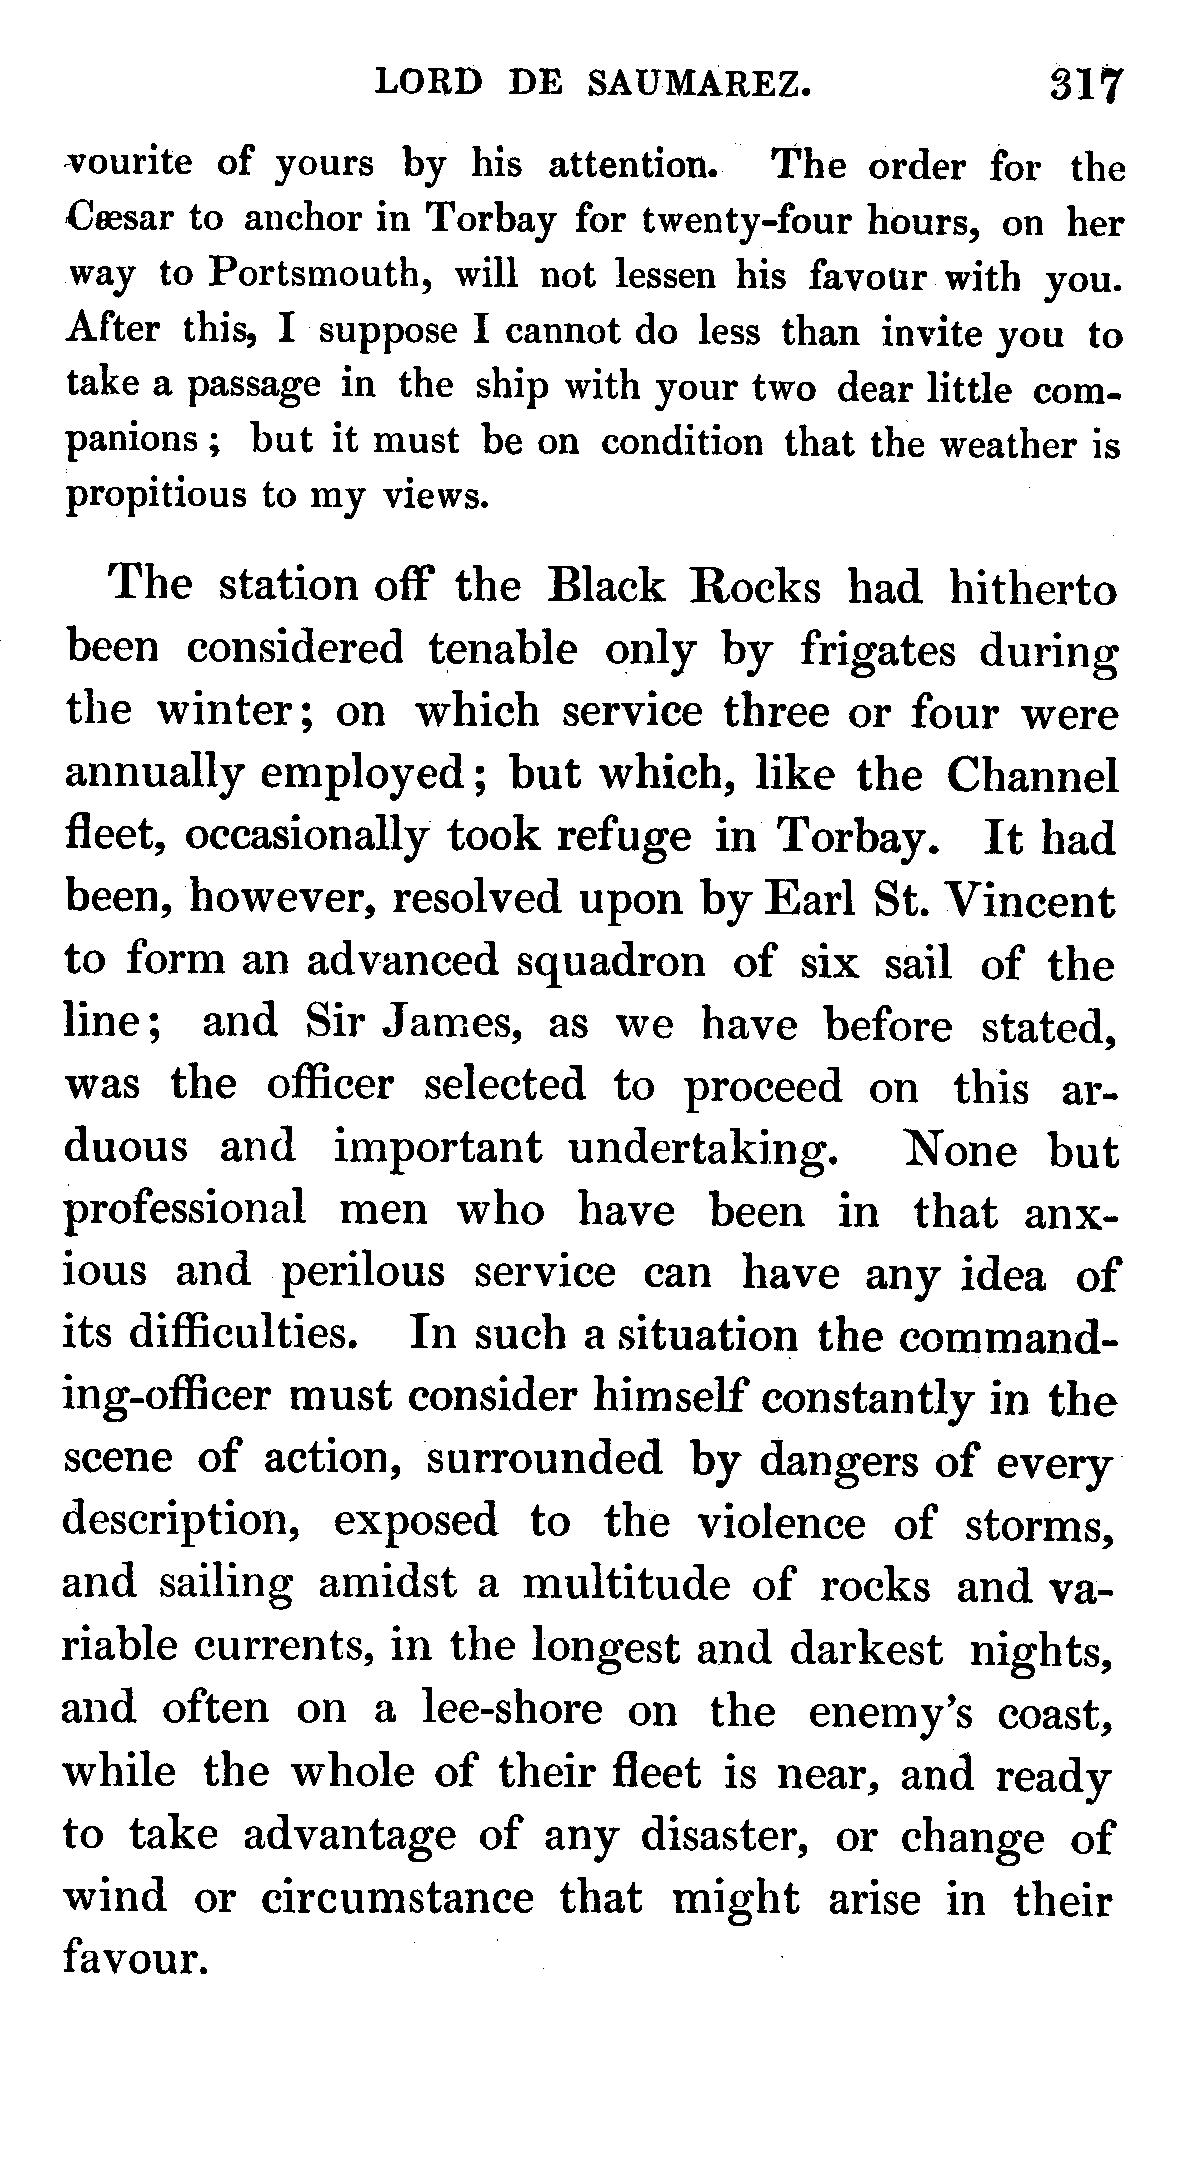 LORD DE SAUMAREZ. 317
vourite of yours by his attention. The order for the
Cæsar to anchor in Torbay for twenty-four hours, on her
way to Portsmouth, will not lessen his favour with you.
After this, I suppose I cannot do less than invite you to
take a passage in the ship with your two dear little com-
panions ; but it must be on condition that the weather is
propitious to my views.
The station off the Black Rocks had hitherto
been considered tenable only by frigates during
the winter; on which service three or four were
annually employed; but which, like the Channel
fleet, occasionally took refuge in Torbay. It had
been, however, resolved upon by Earl St. Vincent
to form an advanced squadron of six sail of the
line; and Sir James, as we have before stated,
was the officer selected to proceed on this ar-
duous and important undertaking. None but
professional men who have been in that anx-
ious and perilous service can have any idea of
its difficulties. In such a situation the command-
ing-officer must consider himself constantly in the
scene of action, surrounded by dangers of every
description, exposed to the violence of storms,
and sailing amidst a multitude of rocks and va-
riable currents, in the longest and darkest nights,
and often on a lee-shore on the enemy's coast,
while the whole of their fleet is near, and ready
to take advantage of any disaster, or change of
wind or circumstance that might arise in their
favour.